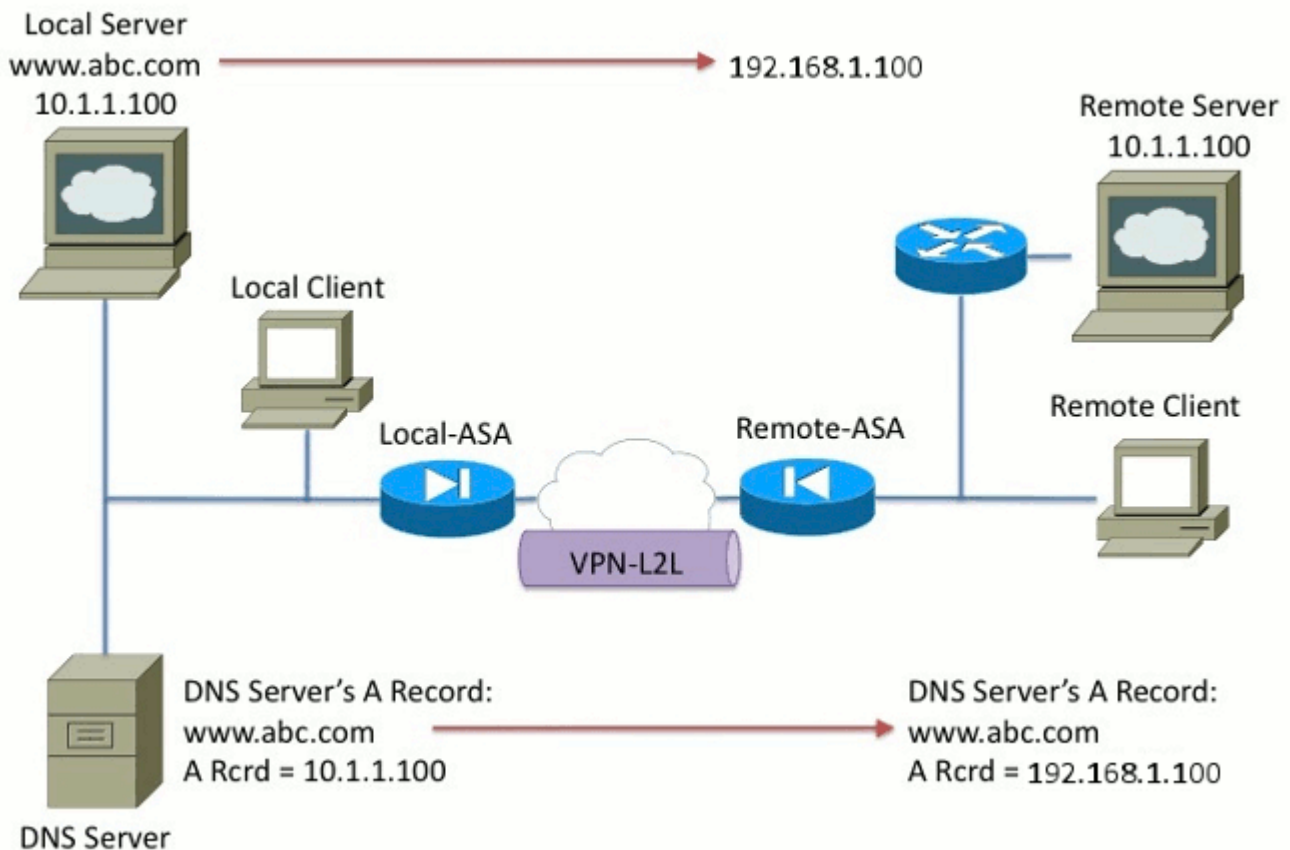 Local Server
www.abc.com
10.1.1.100
192.168.1.100
Remote Server
10.1.1.100
Local Client
Local-ASA
Remote-ASA
Remote Client
VPN-L2L
DNS Server's A Record:
www.abc.com
A Rcrd = 10.1.1.100
DNS Server's A Record:
www.abc.com
A Rcrd = 192.168.1.100
DNS Server